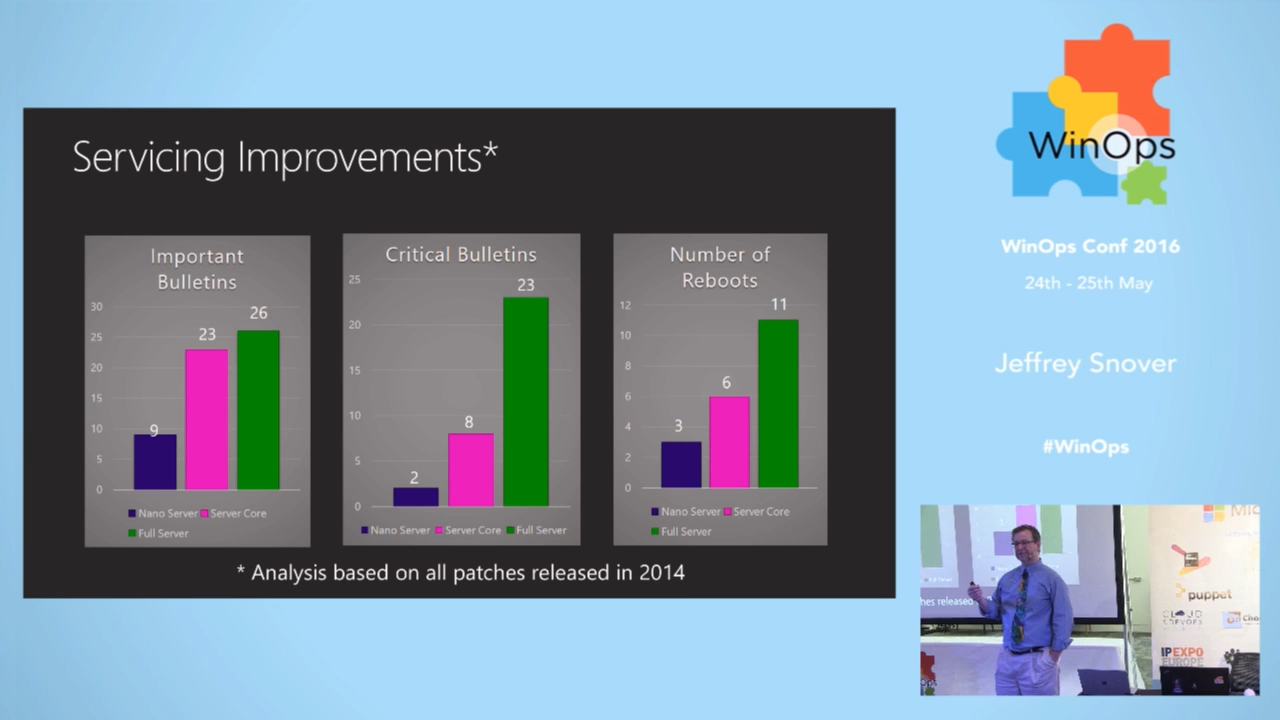 Servicing Improvements*
Important
Bulletins
30
25
20
15
10
5
0
9
23
26
Nano Server
Server Core
Full Server
Critical Bulletins
25
20
15
10
5
0
2
8
23
Nano Server
Server Core
Full Server
Number of
Reboots
12
10
8
6
4
2
0
3
6
11
Nano Server
Server Core
Full Server
* Analysis based on all patches released in 2014
WinOps
WinOps Conf 2016
24th - 25th May
Jeffrey Snover
#WinOps
puppet
IPEXPO
EUROPE